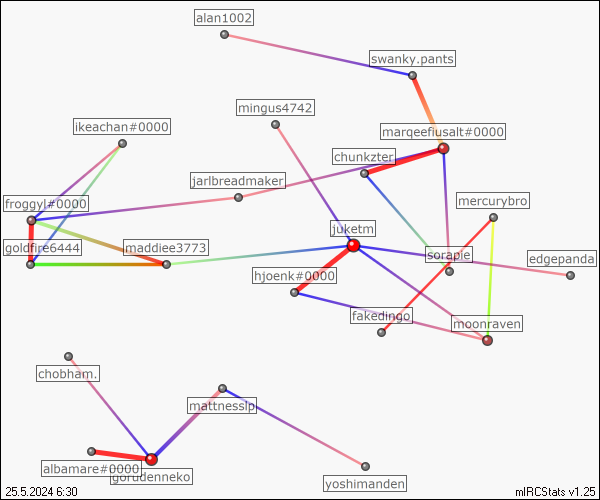 alan1002
swanky.pants
mingus4742
ikeachan#0000
marqeeflusalt#0000
chunkzter
jarlbreadmaker
mercurybro
froggyl#0000
juketm
goldfire6444
maddiee3773
sorapie
edgepanda
hjoenk#0000
fakedingo
moonraven
chobham.
mattnesslp
albamare#0000
gorudenneko
yoshimanden
25.5.2024 6:30
mIRCStats v1.25